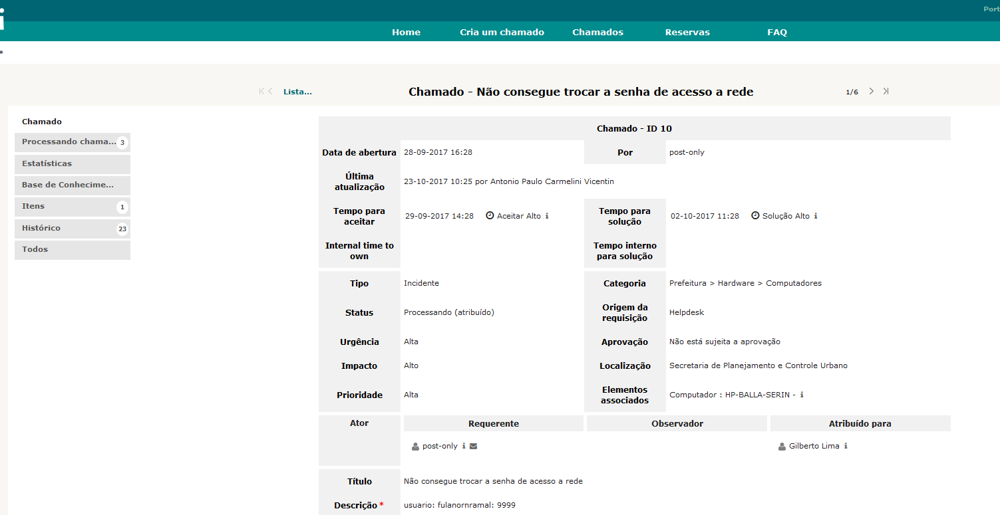 Home Cria um chamado Chamados Reservas FAQ
Lista... Chamado - Não consegue trocar a senha de acesso a rede 1/6
Chamado
Processando chama... 3
Estatísticas
Base de Conhecime...
Itens 1
Histórico 23
Todos
Chamado - ID 10
Data de abertura 28-09-2017 16:28 Por post-only
Última
atualização 23-10-2017 10:25 por Antonio Paulo Carmelini Vicentin
Tempo para
aceitar 29-09-2017 14:28 Aceitar Alto
Tempo para
solução 02-10-2017 11:28 Solução Alto
Internal time to
own
Tempo interno
para solução
Tipo Incidente Categoria Prefeitura > Hardware > Computadores
Status Processando (atribuído)
Origem da
requisição Helpdesk
Urgência Alta Aprovação Não está sujeita a aprovação
Impacto Alto Localização Secretaria de Planejamento e Controle Urbano
Prioridade Alta
Elementos
associados Computador : HP-BALLA-SERIN -
Ator Requerente Observador Atribuído para
post-only Gilberto Lima
Título Não consegue trocar a senha de acesso a rede
Descrição * usuario: fulanornramal: 9999